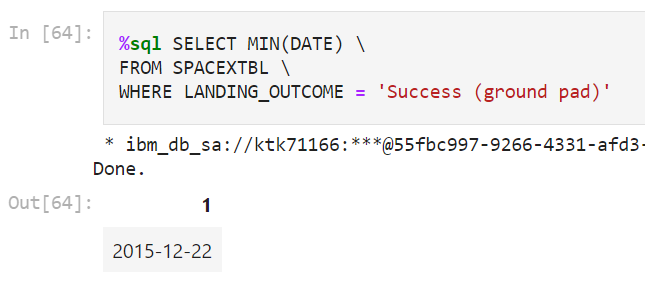 In [64]:
%sql SELECT MIN(DATE) \
FROM SPACEXTBL \
WHERE LANDING_OUTCOME = 'Success (ground pad)'
* ibm_db_sa://ktk71166:***@55fbc997-9266-4331-afd3-
Done.
Out[64]:
1
2015-12-22